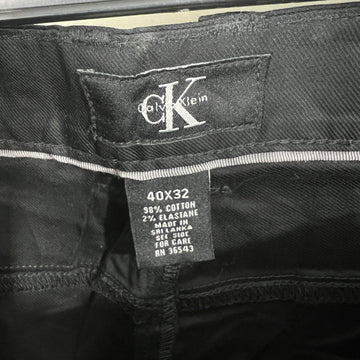 CK
Calvin Klein
40X32
98% COTTON
2% ELASTANE
MADE IN
SRI LANKA
SEE SIDE
FOR CARE
RN 36543